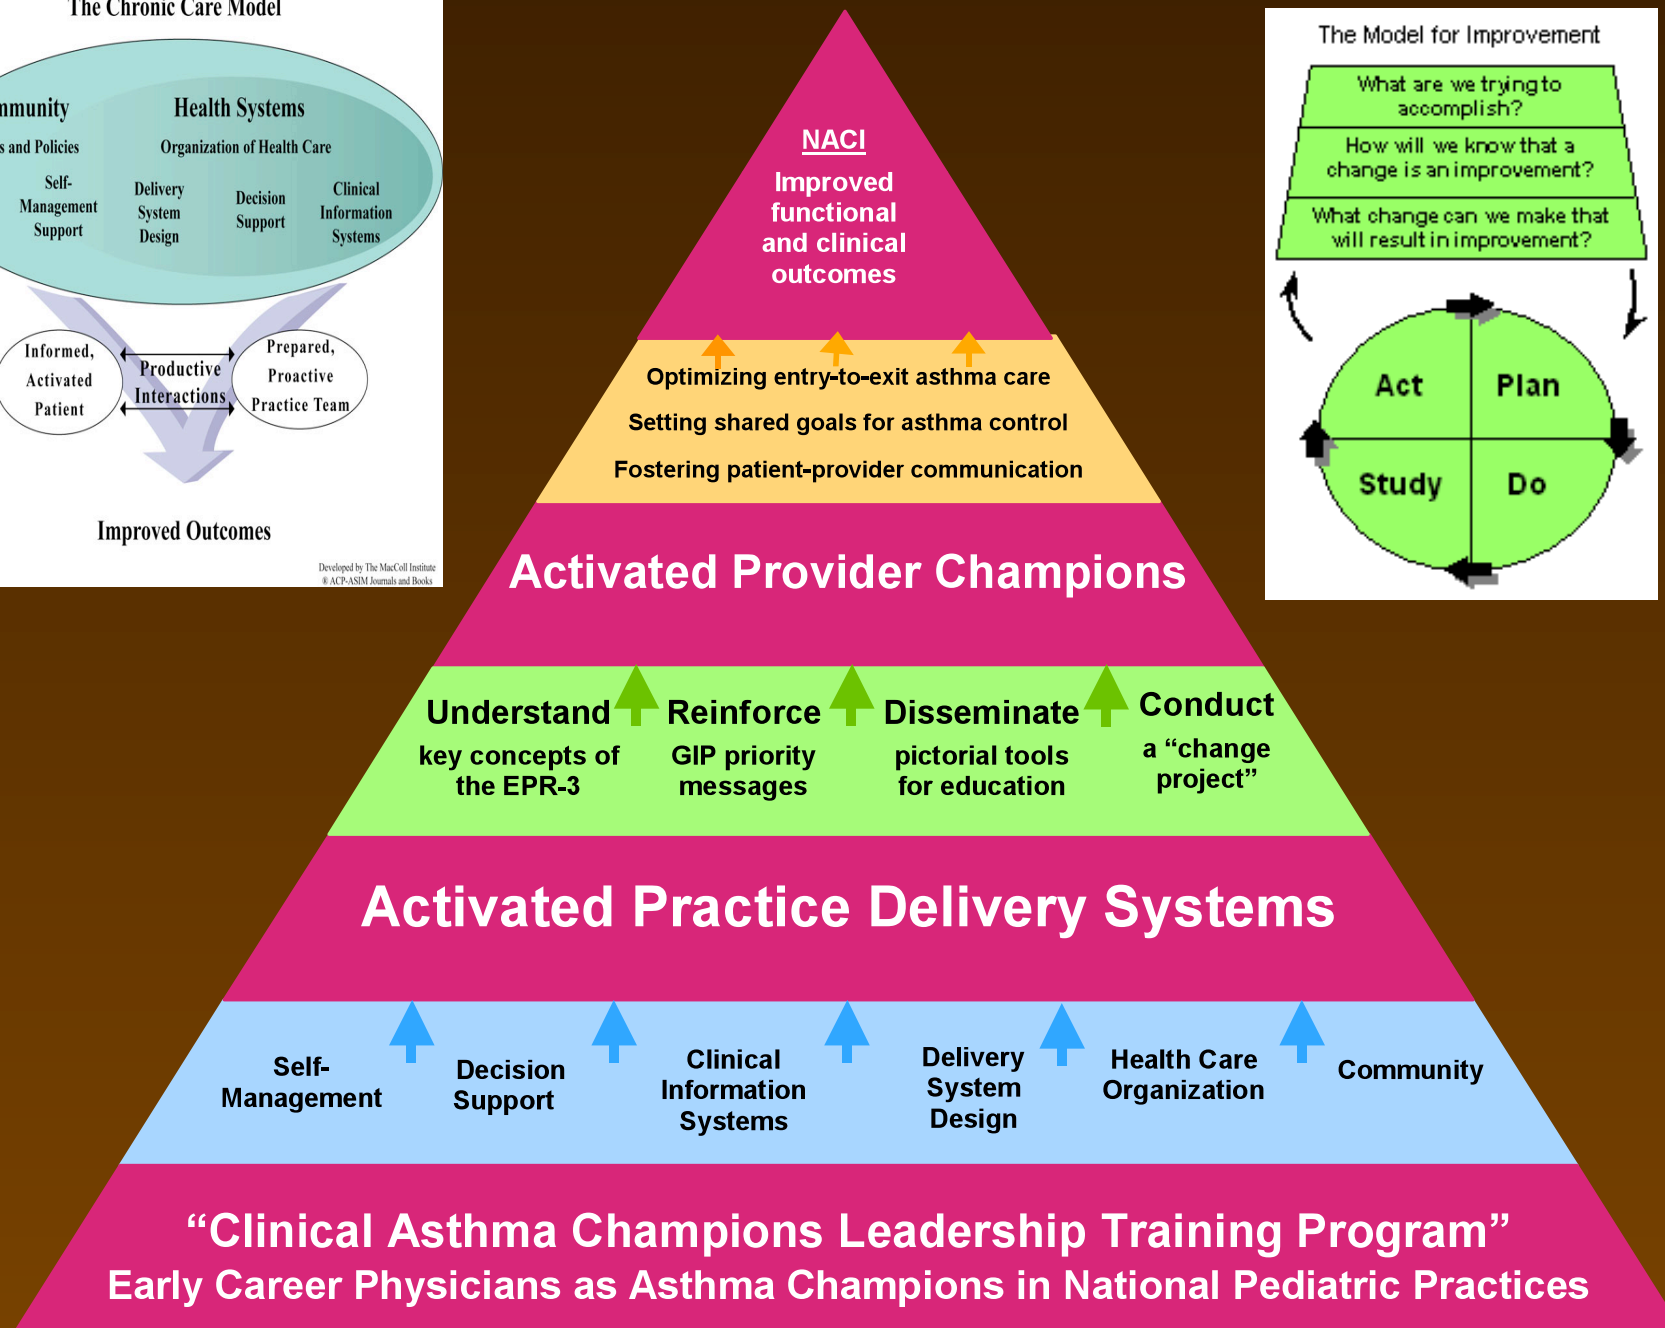 The Chronic Care Model
Health Systems
s and Policies
Organization of Health Care
Self-
Management
Support
Delivery
System
Design
Decision
Support
Clinical
Information
Systems
Informed,
Activated
Patient
Productive
Interactions
Prepared,
Proactive
Practice Team
Improved Outcomes
Developed by The MacColl Institute
® ACP-ASIM Journals and Books
NACI
Improved
functional
and clinical
outcomes
Optimizing entry-to-exit asthma care
Setting shared goals for asthma control
Fostering patient-provider communication
Activated Provider Champions
Understand
key concepts of
the EPR-3
Reinforce
GIP priority
messages
Disseminate
pictorial tools
for education
Conduct
a “change
project”
Activated Practice Delivery Systems
Self-
Management
Decision
Support
Clinical
Information
Systems
Delivery
System
Design
Health Care
Organization
Community
“Clinical Asthma Champions Leadership Training Program”
Early Career Physicians as Asthma Champions in National Pediatric Practices
The Model for Improvement
What are we trying to
accomplish?
How will we know that a
change is an improvement?
What change can we make that
will result in improvement?
Act
Plan
Study
Do